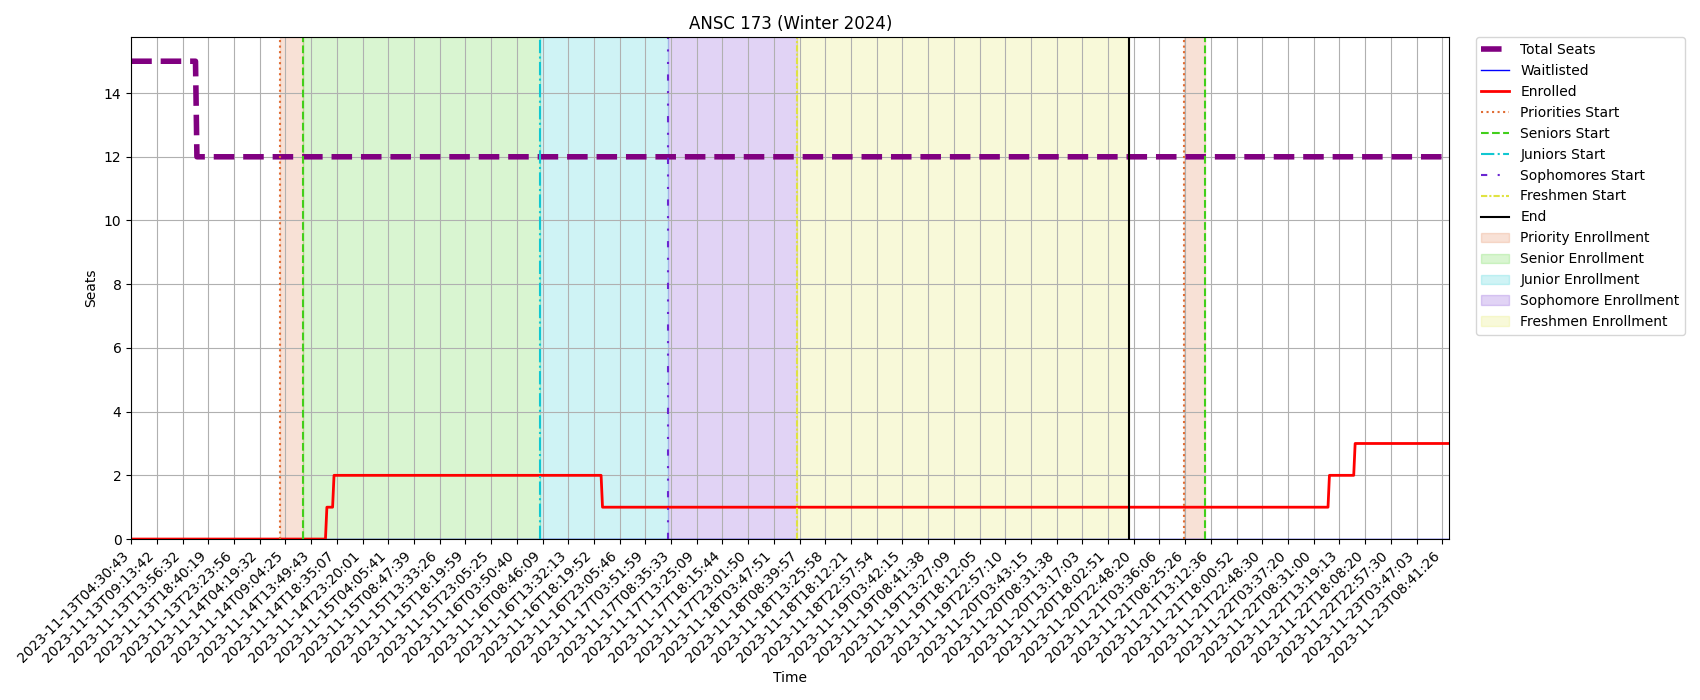 ANSC 173 (Winter 2024)
14
12
10
8
6
4
2
0
Seats
2023-11-13T04:30:43
2023-11-13T09:13:42
2023-11-13T13:56:32
2023-11-13T18:40:19
2023-11-13T23:23:56
2023-11-14T04:19:32
2023-11-14T09:04:25
2023-11-14T13:49:43
2023-11-14T18:35:07
2023-11-14T23:20:01
2023-11-15T04:05:41
2023-11-15T08:47:39
2023-11-15T13:33:26
2023-11-15T18:19:59
2023-11-15T23:05:25
2023-11-16T03:50:40
2023-11-16T08:46:09
2023-11-16T13:32:13
2023-11-16T18:19:52
2023-11-16T23:05:46
2023-11-17T03:51:59
2023-11-17T08:35:33
2023-11-17T13:25:09
2023-11-17T18:15:44
2023-11-17T23:01:50
2023-11-18T03:47:51
2023-11-18T08:39:57
2023-11-18T13:25:58
2023-11-18T18:12:21
2023-11-18T22:57:54
2023-11-19T03:42:15
2023-11-19T08:41:38
2023-11-19T13:27:09
2023-11-19T18:12:05
2023-11-19T22:57:10
2023-11-20T03:43:15
2023-11-20T08:31:38
2023-11-20T13:17:03
2023-11-20T18:02:51
2023-11-20T22:48:20
2023-11-21T03:36:06
2023-11-21T08:25:26
2023-11-21T13:12:36
2023-11-21T18:00:52
2023-11-21T22:48:30
2023-11-22T03:37:20
2023-11-22T08:31:00
2023-11-22T13:19:13
2023-11-22T18:08:20
2023-11-22T22:57:30
2023-11-23T03:47:03
2023-11-23T08:41:26
Time
Total Seats
Waitlisted
Enrolled
Priorities Start
Seniors Start
Juniors Start
Sophomores Start
Freshmen Start
End
Priority Enrollment
Senior Enrollment
Junior Enrollment
Sophomore Enrollment
Freshmen Enrollment